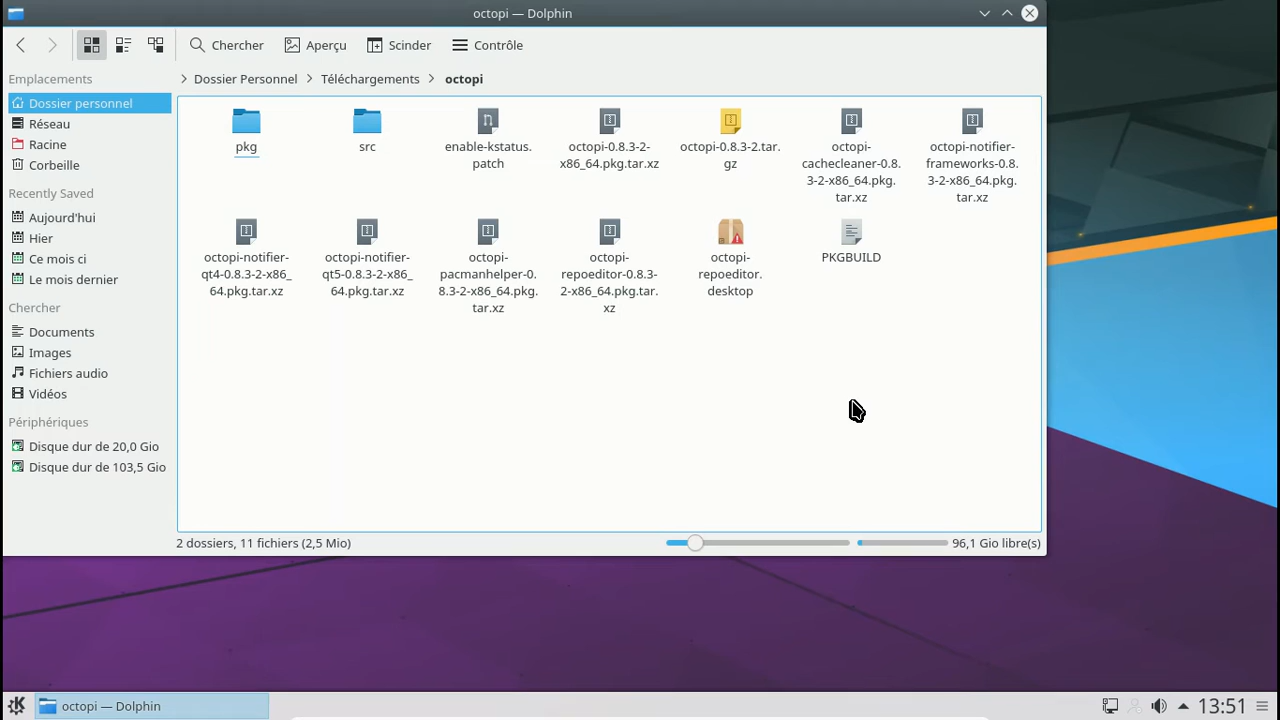 octopi — Dolphin
Chercher
Aperçu
Scinder
Contrôle
Emplacements
Dossier personnel
Réseau
Racine
Corbeille
Recently Saved
Aujourd'hui
Hier
Ce mois ci
Le mois dernier
Chercher
Documents
Images
Fichiers audio
Vidéos
Périphériques
Disque dur de 20,0 Gio
Disque dur de 103,5 Gio
> Dossier Personnel > Téléchargements > octopi
pkg
src
enable-kstatus.
patch
octopi-0.8.3-2-
x86_64.pkg.tar.xz
octopi-0.8.3-2.tar.
gz
octopi-
cachecleaner-0.8.
3-2-x86_64.pkg.
tar.xz
octopi-notifier-
frameworks-0.8.
3-2-x86_64.pkg.
tar.xz
octopi-notifier-
qt4-0.8.3-2-x86_
64.pkg.tar.xz
octopi-notifier-
qt5-0.8.3-2-x86_
64.pkg.tar.xz
octopi-
pacmanhelper-0.
8.3-2-x86_64.pkg.
tar.xz
octopi-
repoeditor-0.8.3-
2-x86_64.pkg.tar.
xz
octopi-
repoeditor.
desktop
PKGBUILD
2 dossiers, 11 fichiers (2,5 Mio)
96,1 Gio libre(s)
octopi — Dolphin
13:51